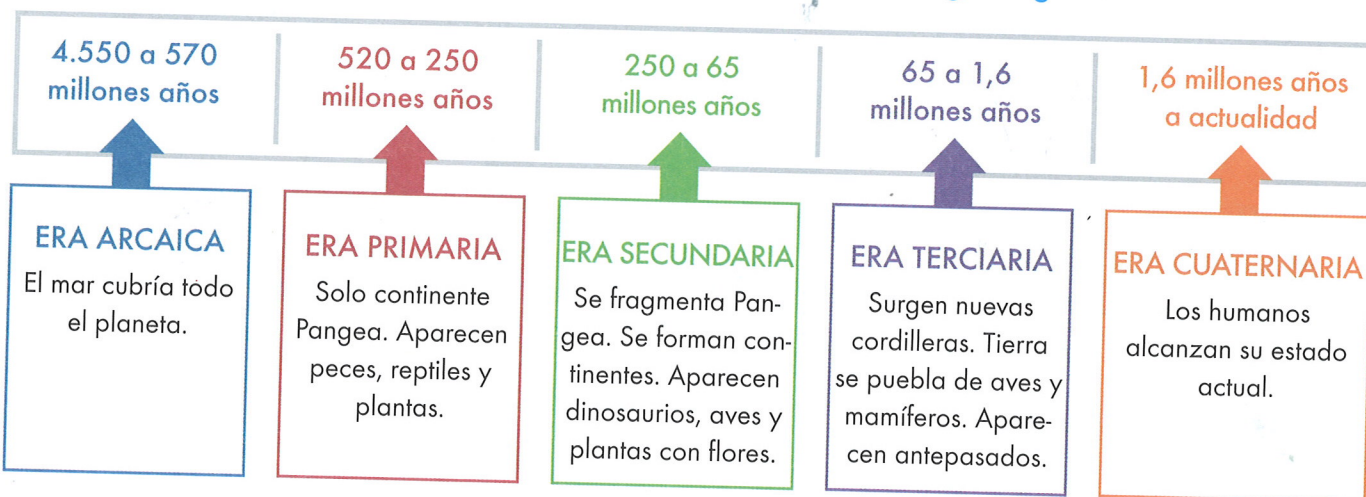 4.550 a 570
millones años
520 a 250
millones años
250 a 65
millones años
65 a 1,6
millones años
1,6 millones años
a actualidad
ERA ARCAICA
El mar cubría todo
el planeta.
ERA PRIMARIA
Solo continente
Pangea. Aparecen
peces, reptiles y
plantas.
ERA SECUNDARIA
Se fragmenta Pan-
gea. Se forman con-
tinentes. Aparecen
dinosaurios, aves y
plantas con flores.
ERA TERCIARIA
Surgen nuevas
cordilleras. Tierra
se puebla de aves y
mamíferos. Apare-
cen antepasados.
ERA CUATERNARIA
Los humanos
alcanzan su estado
actual.